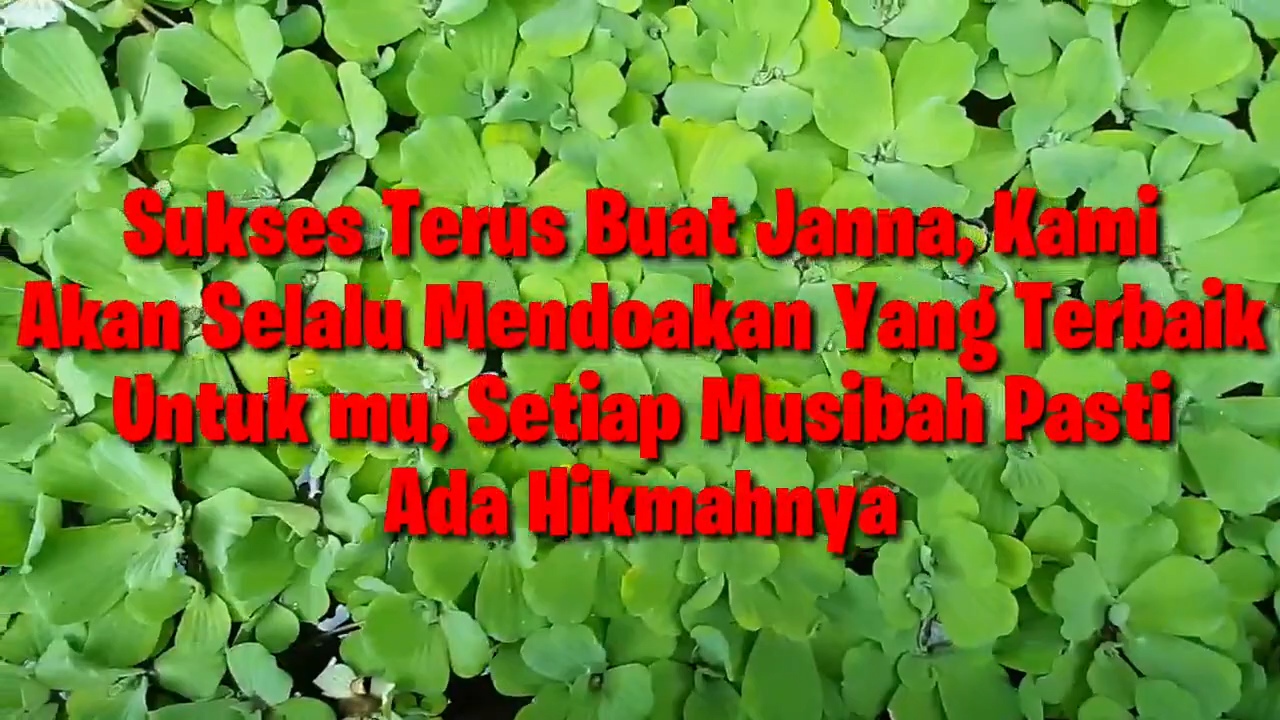 Sukses Terus Buat Janna, Kami
Akan Selalu Mendoakan Yang Terbaik
Untuk mu, Setiap Musibah Pasti
Ada Hikmahnya